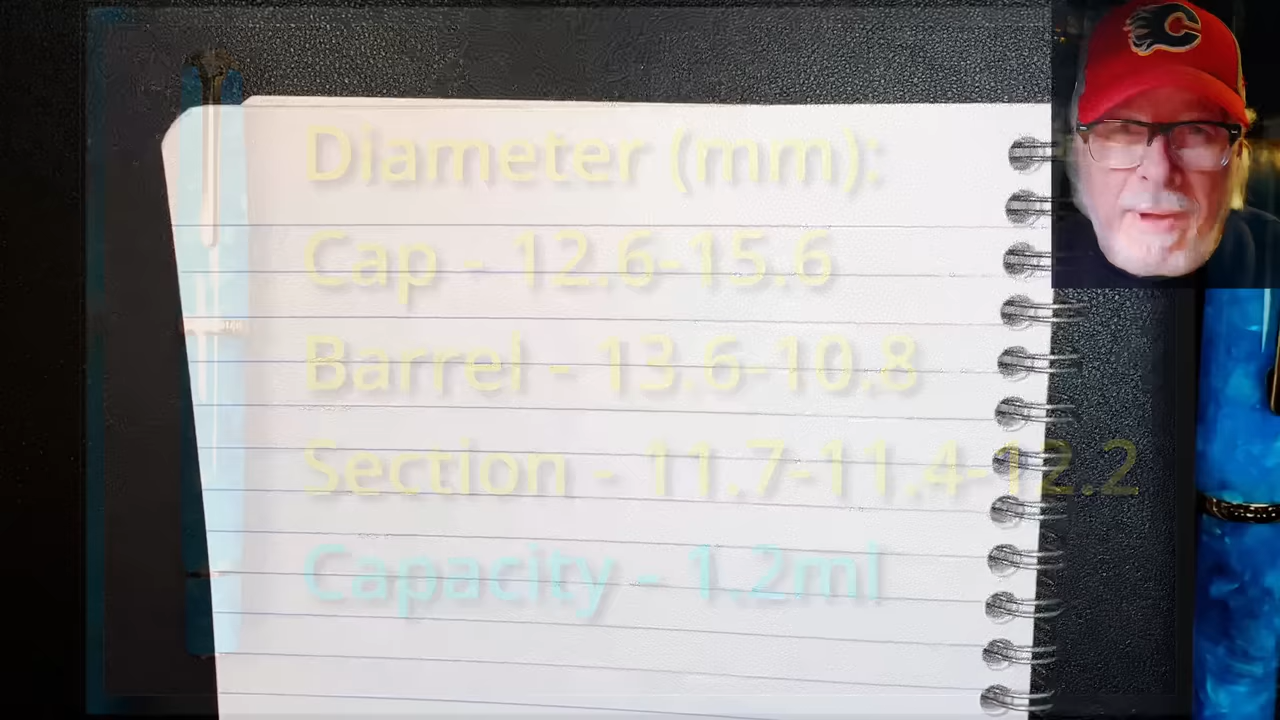 Diameter (mm):
Cap - 12.6-15.6
Barrel - 13.6-10.8
Section - 11.7-11.4-12.2
Capacity - 1.2ml
C